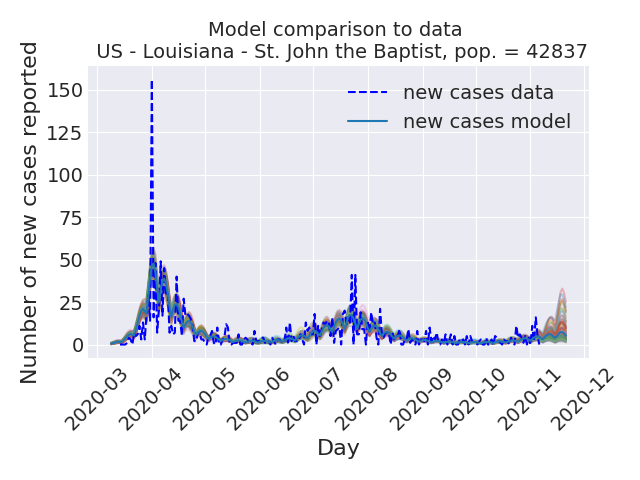 Model comparison to data
US - Louisiana - St. John the Baptist, pop. = 42837
Number of new cases reported
150
125
100
75
50
25
0
new cases data
new cases model
2020-03
2020-04
2020-05
2020-06
2020-07
2020-08
2020-09
2020-10
2020-11
2020-12
Day